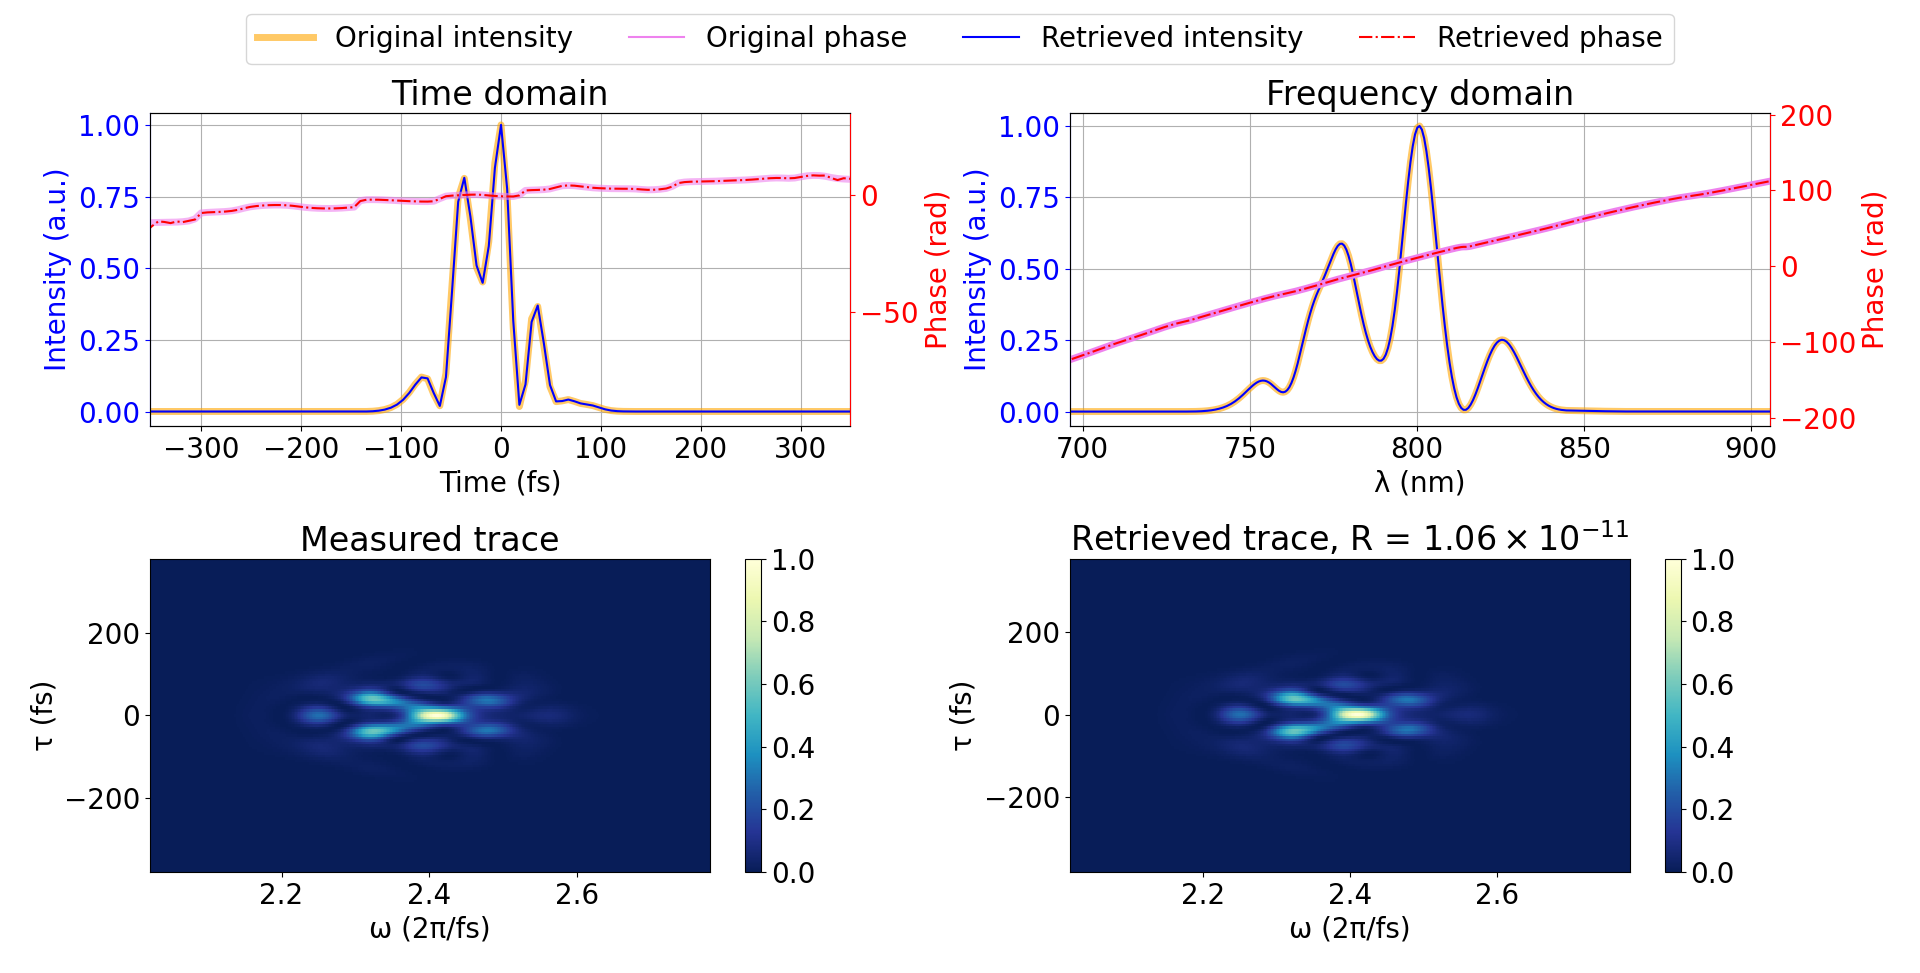 Original intensity Original phase Retrieved intensity Retrieved phase
Time domain
1.00
0.75
0.50
0.25
0.00
Intensity (a.u.)
0
−50
Phase (rad)
−300 −200 −100 0 100 200 300
Time (fs)
Frequency domain
1.00
0.75
0.50
0.25
0.00
Intensity (a.u.)
200
100
0
−100
−200
Phase (rad)
700 750 800 850 900
λ (nm)
Measured trace
200
0
−200
τ (fs)
2.2 2.4 2.6
ω (2π/fs)
1.0
0.8
0.6
0.4
0.2
0.0
Retrieved trace, R = 1.06 × 10⁻¹¹
200
0
−200
τ (fs)
2.2 2.4 2.6
ω (2π/fs)
1.0
0.8
0.6
0.4
0.2
0.0